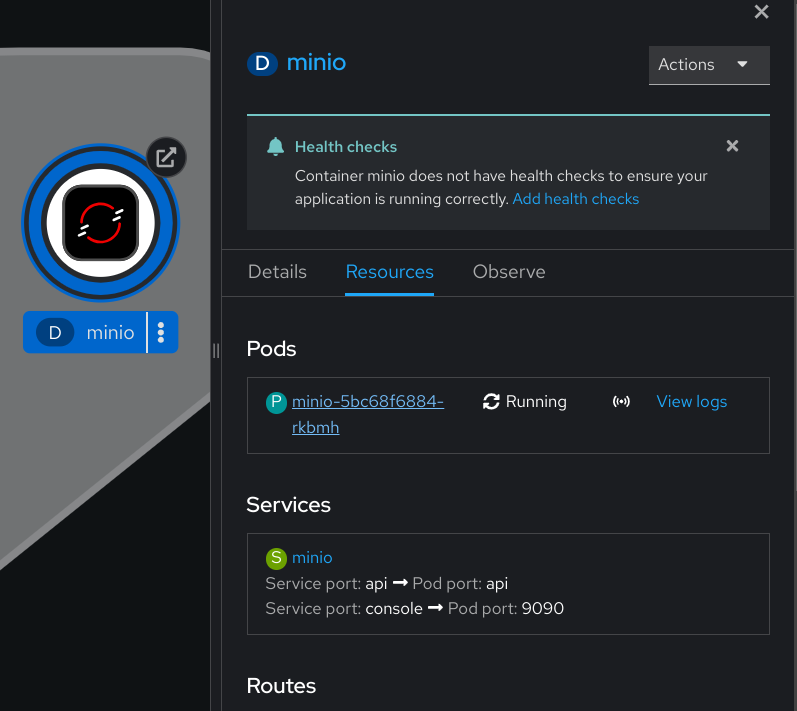 D minio
D minio
Actions
Health checks
Container minio does not have health checks to ensure your
application is running correctly. Add health checks
Details Resources Observe
Pods
P minio-5bc68f6884-
rkbmh
Running
View logs
Services
S minio
Service port: api ➞ Pod port: api
Service port: console ➞ Pod port: 9090
Routes